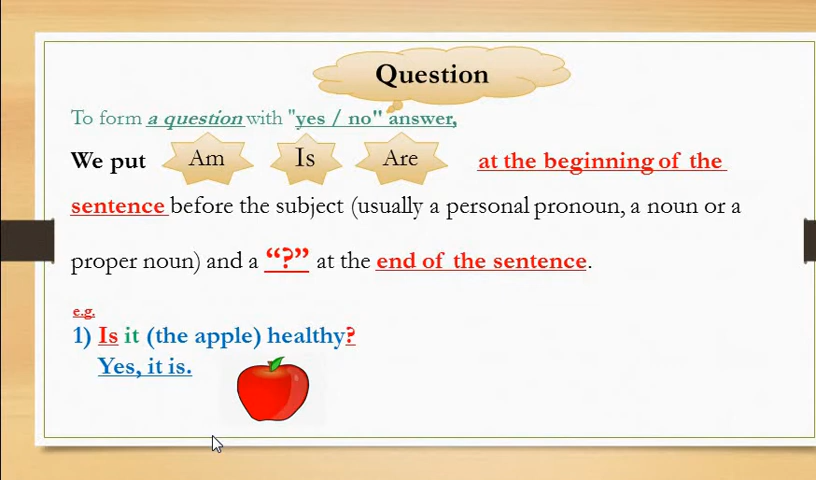 Question
To form a question with "yes / no" answer,
We put Am Is Are at the beginning of the
sentence before the subject (usually a personal pronoun, a noun or a
proper noun) and a “?” at the end of the sentence.
e.g.
1) Is it (the apple) healthy?
Yes, it is.